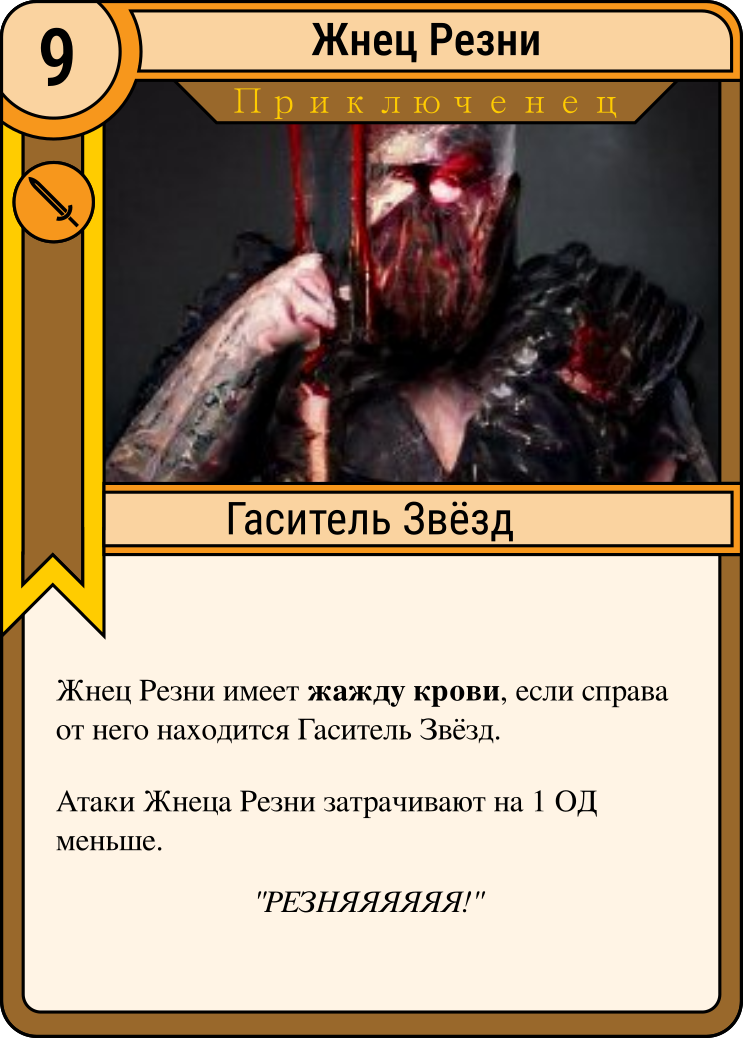 9
Жнец Резни
Приключенец
Гаситель Звёзд
Жнец Резни имеет жажду крови, если справа
от него находится Гаситель Звёзд.
Атаки Жнеца Резни затрачивают на 1 ОД
меньше.
"РЕЗНЯЯЯЯЯЯ!"